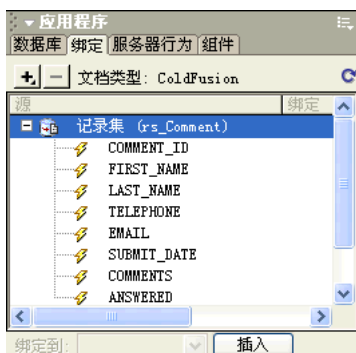 应用程序
数据库 绑定 服务器行为 组件
文档类型: ColdFusion
源 绑定
记录集 (rs_Comment)
COMMENT_ID
FIRST_NAME
LAST_NAME
TELEPHONE
EMAIL
SUBMIT_DATE
COMMENTS
ANSWERED
绑定到: 插入